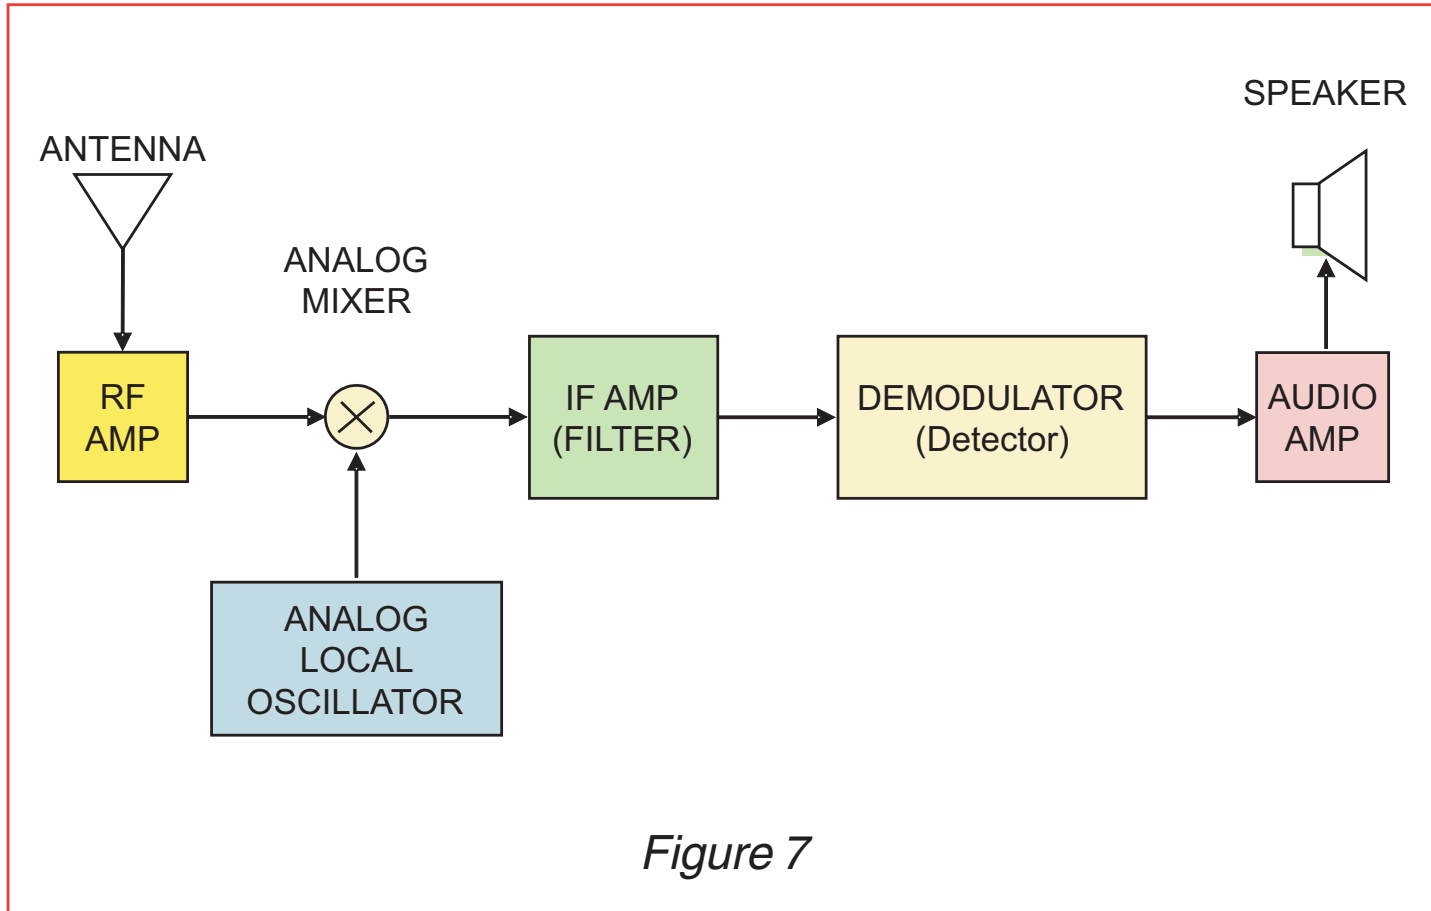 SPEAKER
ANTENNA
ANALOG
MIXER
RF
AMP
IF AMP
(FILTER)
DEMODULATOR
(Detector)
AUDIO
AMP
ANALOG
LOCAL
OSCILLATOR
Figure 7